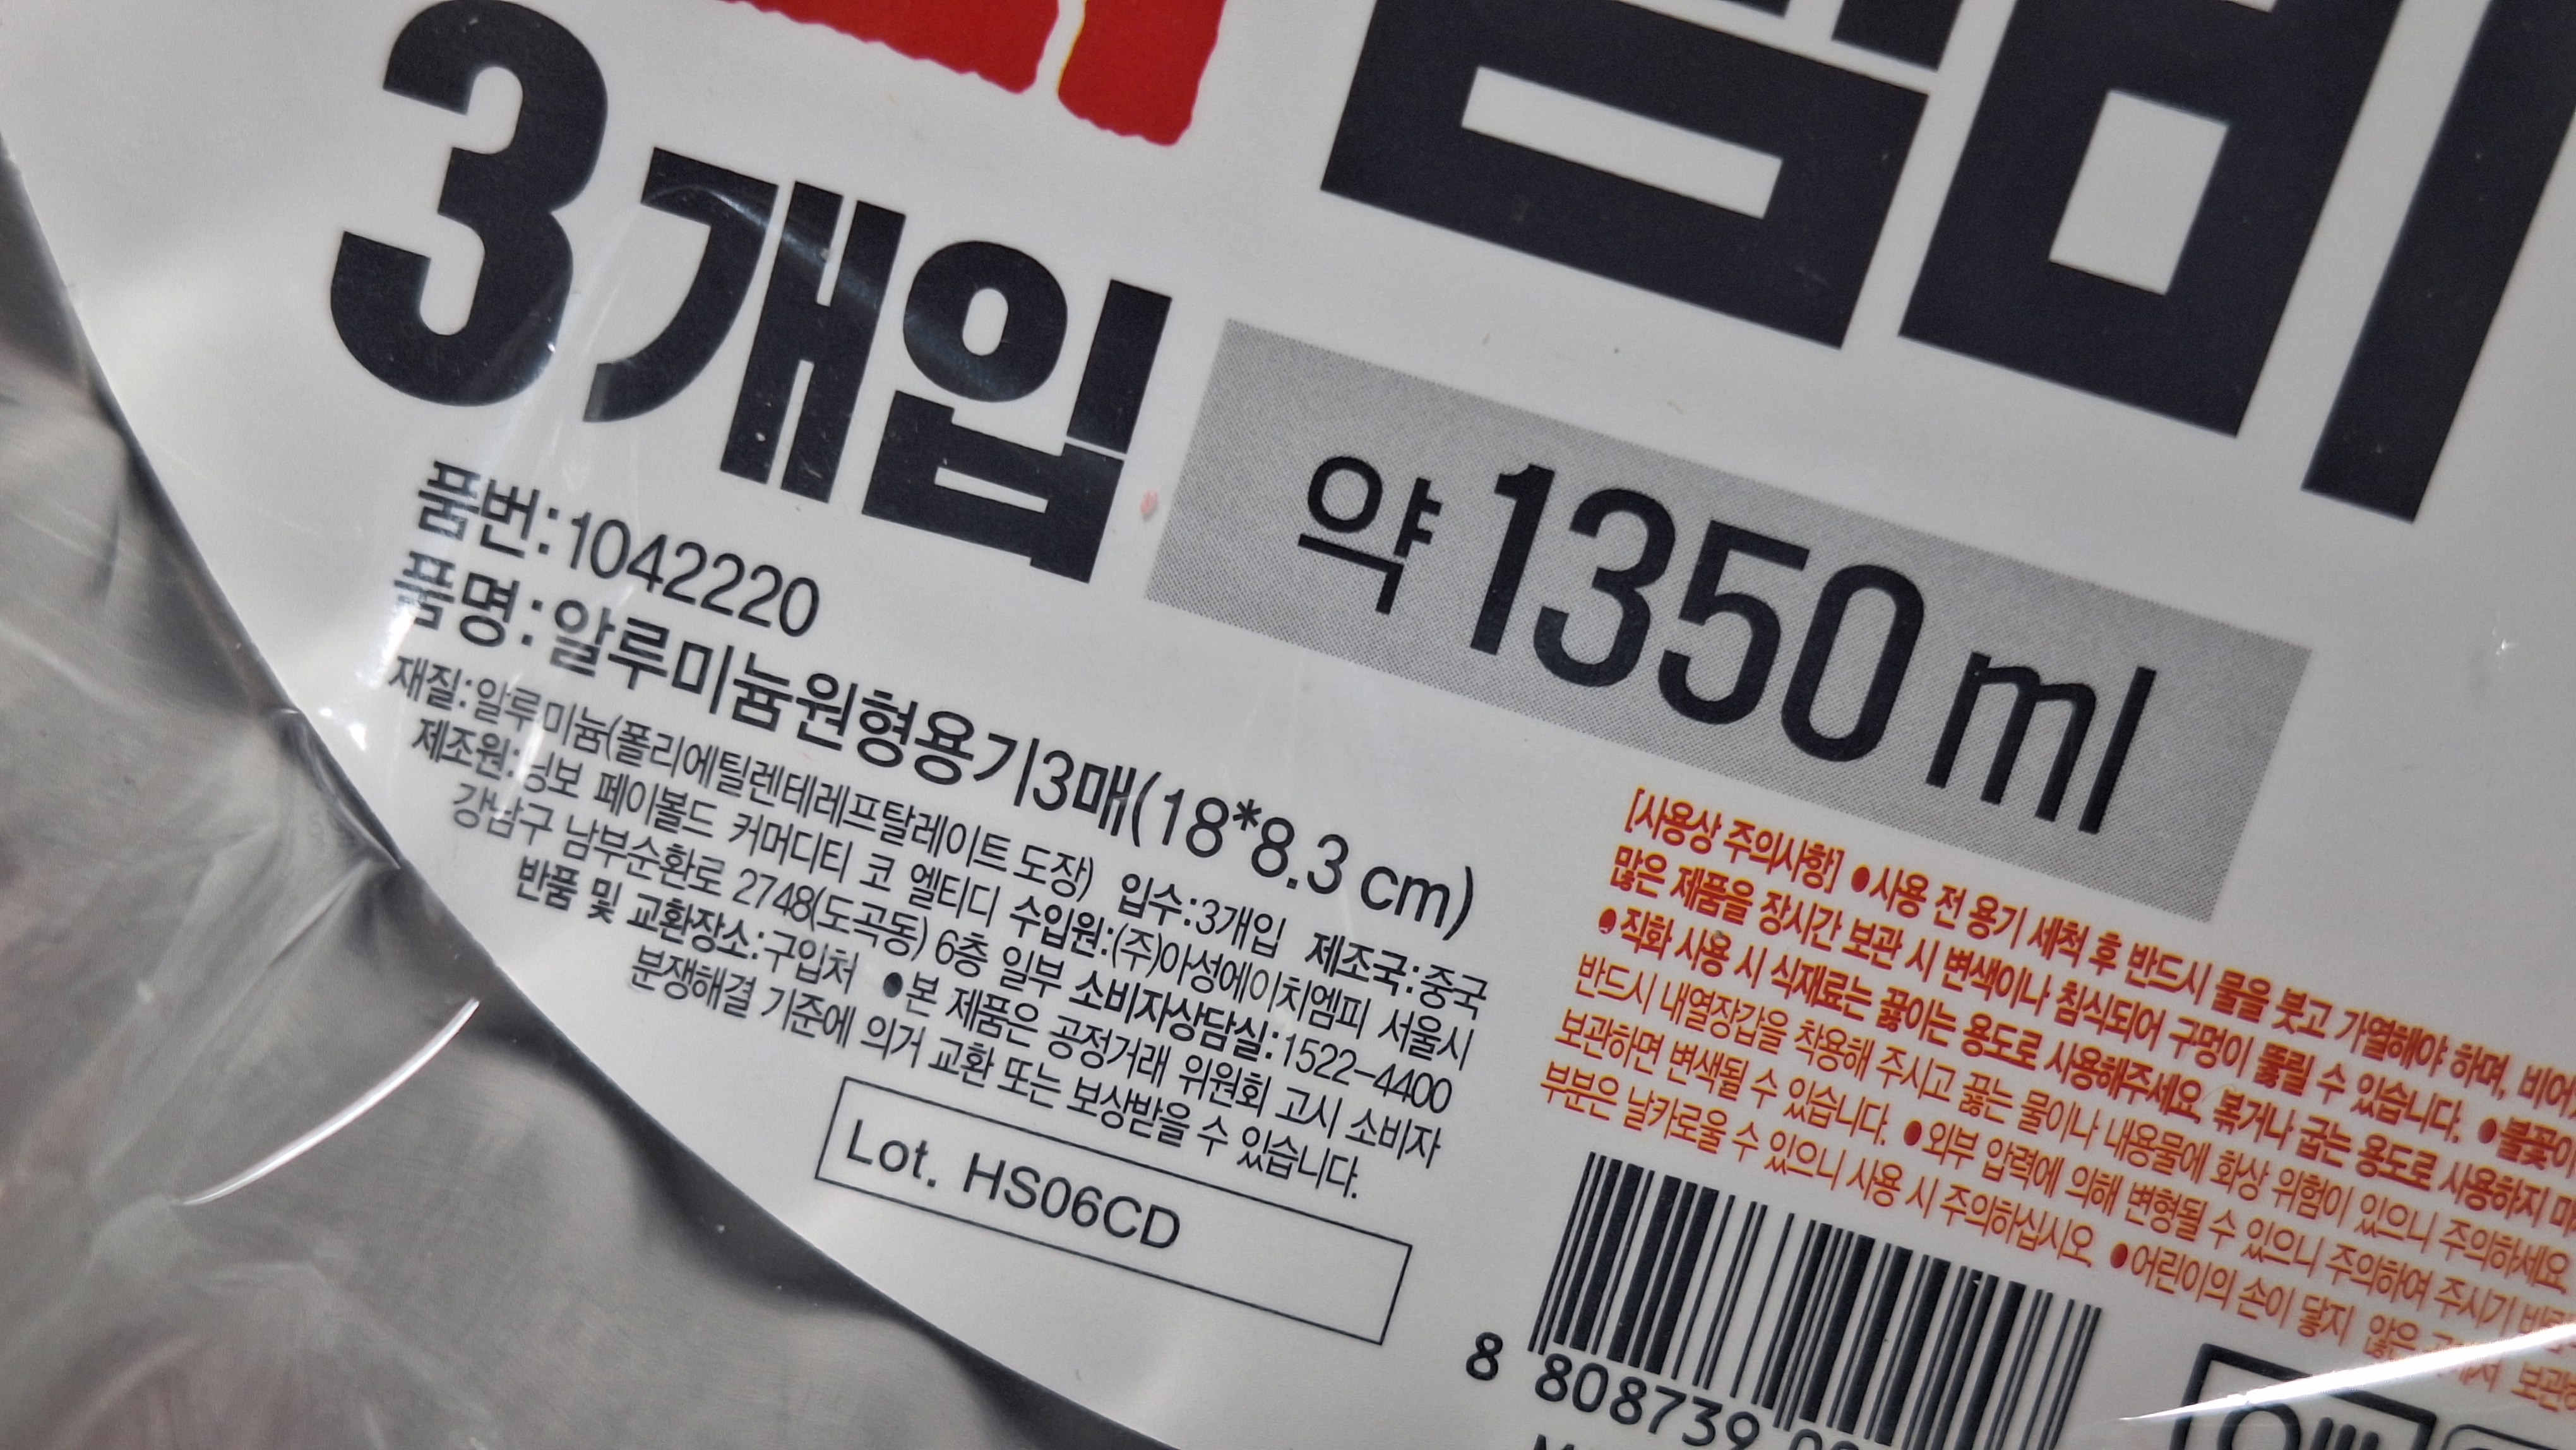 냄비
3개입
약 1350 ml
품번:1042220
품명:알루미늄원형용기3매(18*8.3 cm)
재질:알루미늄(폴리에틸렌테레프탈레이트 도장) 입수:3개입 제조국:중국
제조원:닝보 페이볼드 커머디티 코 엘티디 수입원:(주)아성에이치엠피 서울시
강남구 남부순환로 2748(도곡동) 6층 일부 소비자상담실:1522-4400
반품 및 교환장소:구입처 ●본 제품은 공정거래 위원회 고시 소비자
분쟁해결 기준에 의거 교환 또는 보상받을 수 있습니다.
Lot. HS06CD
[사용상 주의사항] ●사용 전 용기 세척 후 반드시 물을 붓고 가열해야 하며,
많은 제품을 장시간 보관 시 변색이나 침식되어 구멍이 뚫릴 수 있습니다. ●불꽃이
●직화 사용 시 식재료는 끓이는 용도로 사용해주세요. 볶거나 굽는 용도로 사용하지
반드시 내열장갑을 착용해 주시고 끓는 물이나 내용물에 화상 위험이 있으니 주의하세요.
보관하면 변색될 수 있습니다. ●외부 압력에 의해 변형될 수 있으니 주의하여 주시기
부분은 날카로울 수 있으니 사용 시 주의하십시오. ●어린이의 손이 닿지 않은
8 808739